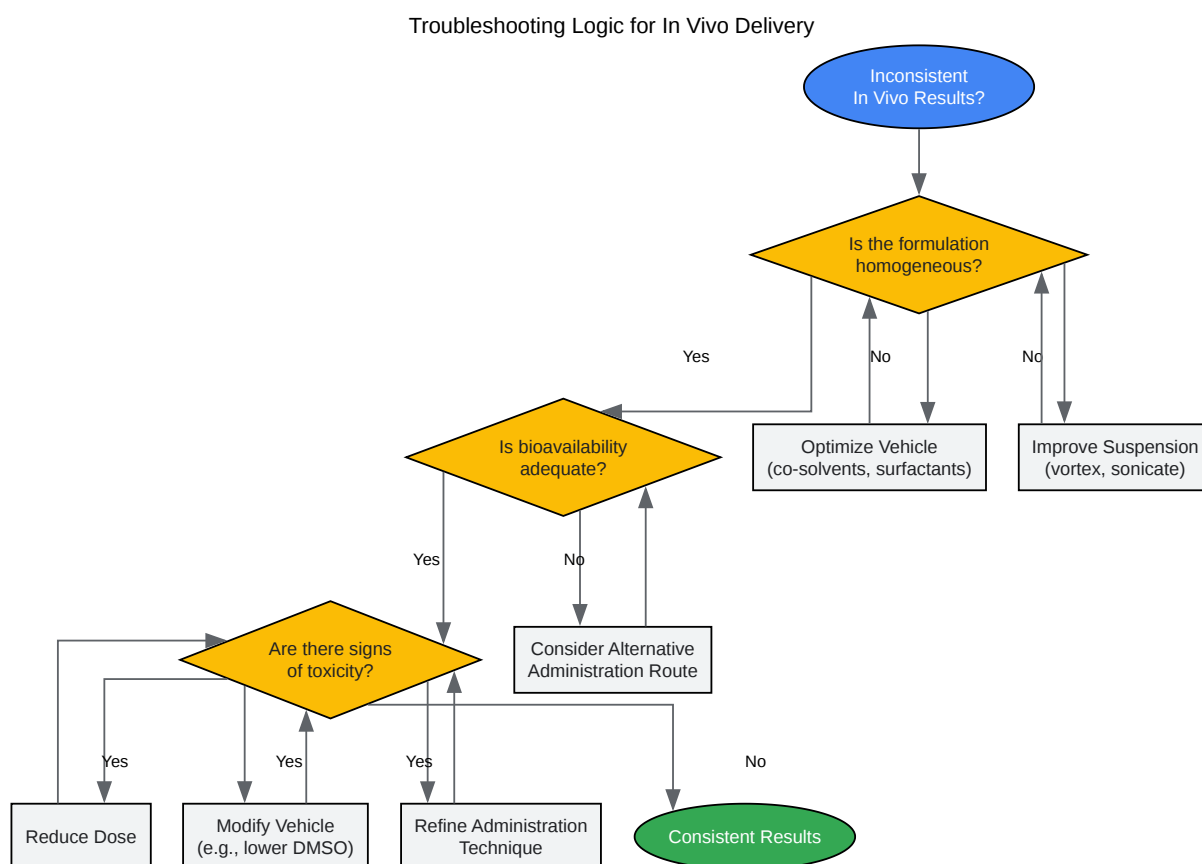 Troubleshooting Logic for In Vivo Delivery
Inconsistent
In Vivo Results?
Is the formulation
homogeneous?
Yes
No
No
Is bioavailability
adequate?
Optimize Vehicle
(co-solvents, surfactants)
Improve Suspension
(vortex, sonicate)
Yes
No
Are there signs
of toxicity?
Consider Alternative
Administration Route
Yes
Yes
Yes
No
Reduce Dose
Modify Vehicle
(e.g., lower DMSO)
Refine Administration
Technique
Consistent Results